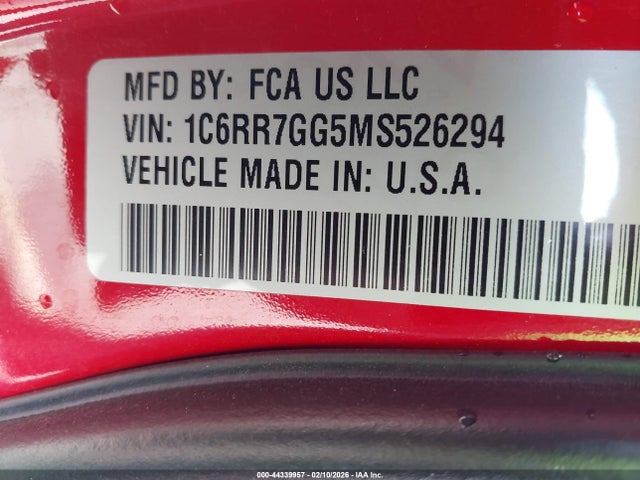 MFD BY: FCA US LLC
VIN: 1C6RR7GG5MS526294
VEHICLE MADE IN: U.S.A.
000-44339957 - 02/10/2026 - IAA Inc.